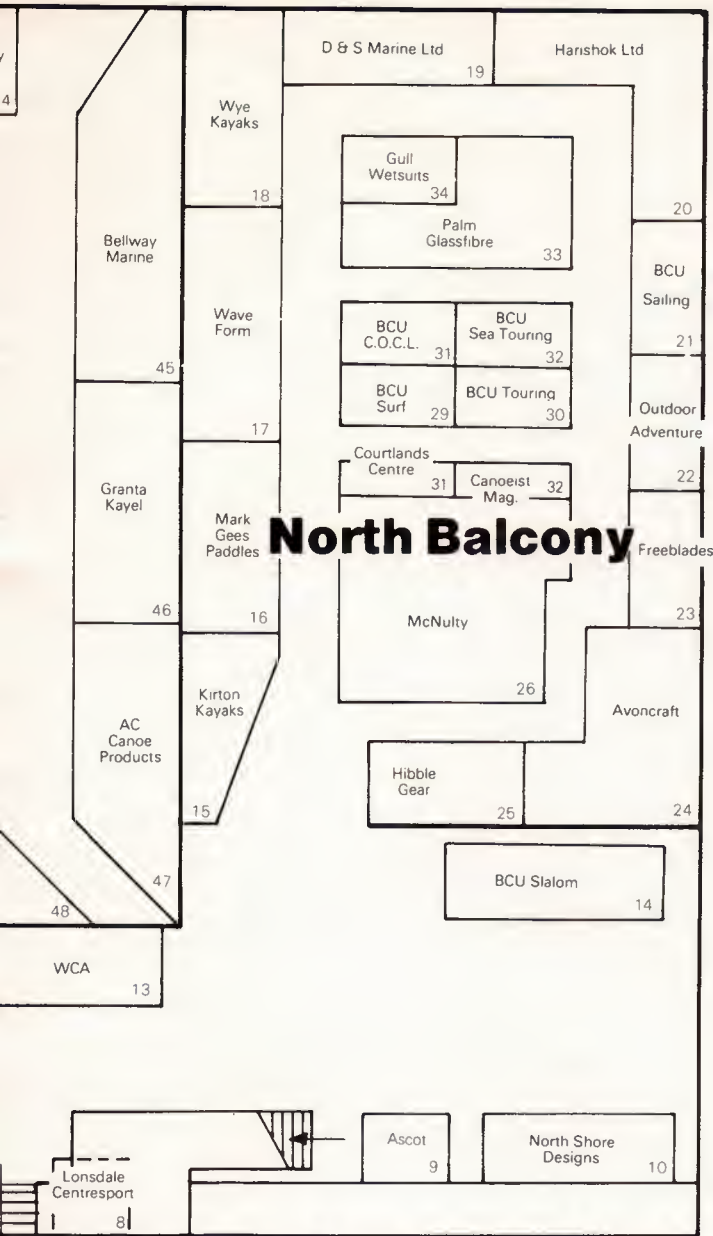 y
4
D & S Marine Ltd
19
Harishok Ltd
20
Wye
Kayaks
18
Gull
Wetsuits
34
Palm
Glassfibre
33
Bellway
Marine
45
Wave
Form
17
BCU
C.O.C.L.
31
BCU
Sea Touring
32
BCU
Surf
29
BCU Touring
30
BCU
Sailing
21
Outdoor
Adventure
22
Courtlands
Centre
31
Canoeist
Mag.
32
Granta
Kayel
46
Mark
Gees
Paddles
16
North Balcony
Freeblades
23
McNulty
26
Kirton
Kayaks
15
AC
Canoe
Products
47
Avoncraft
24
Hibble
Gear
25
BCU Slalom
14
48
WCA
13
Ascot
9
North Shore
Designs
10
Lonsdale
Centresport
8